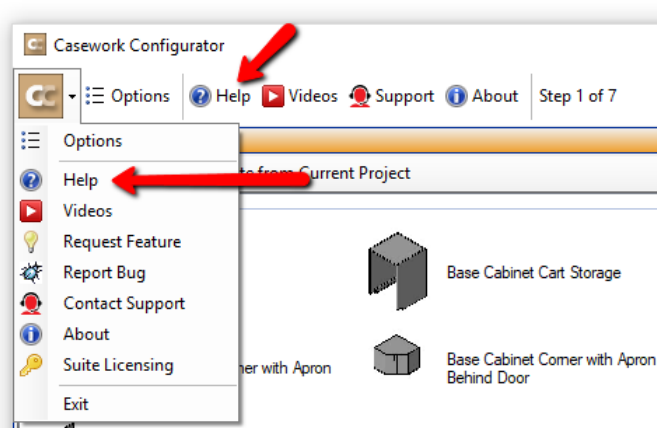 Casework Configurator
CC
Options
Help
Videos
Support
About
Step 1 of 7
Options
Help
from Current Project
Videos
Request Feature
Report Bug
Base Cabinet Cart Storage
Contact Support
About
Suite Licensing
with Apron
Base Cabinet Corner with Apron
Behind Door
Exit